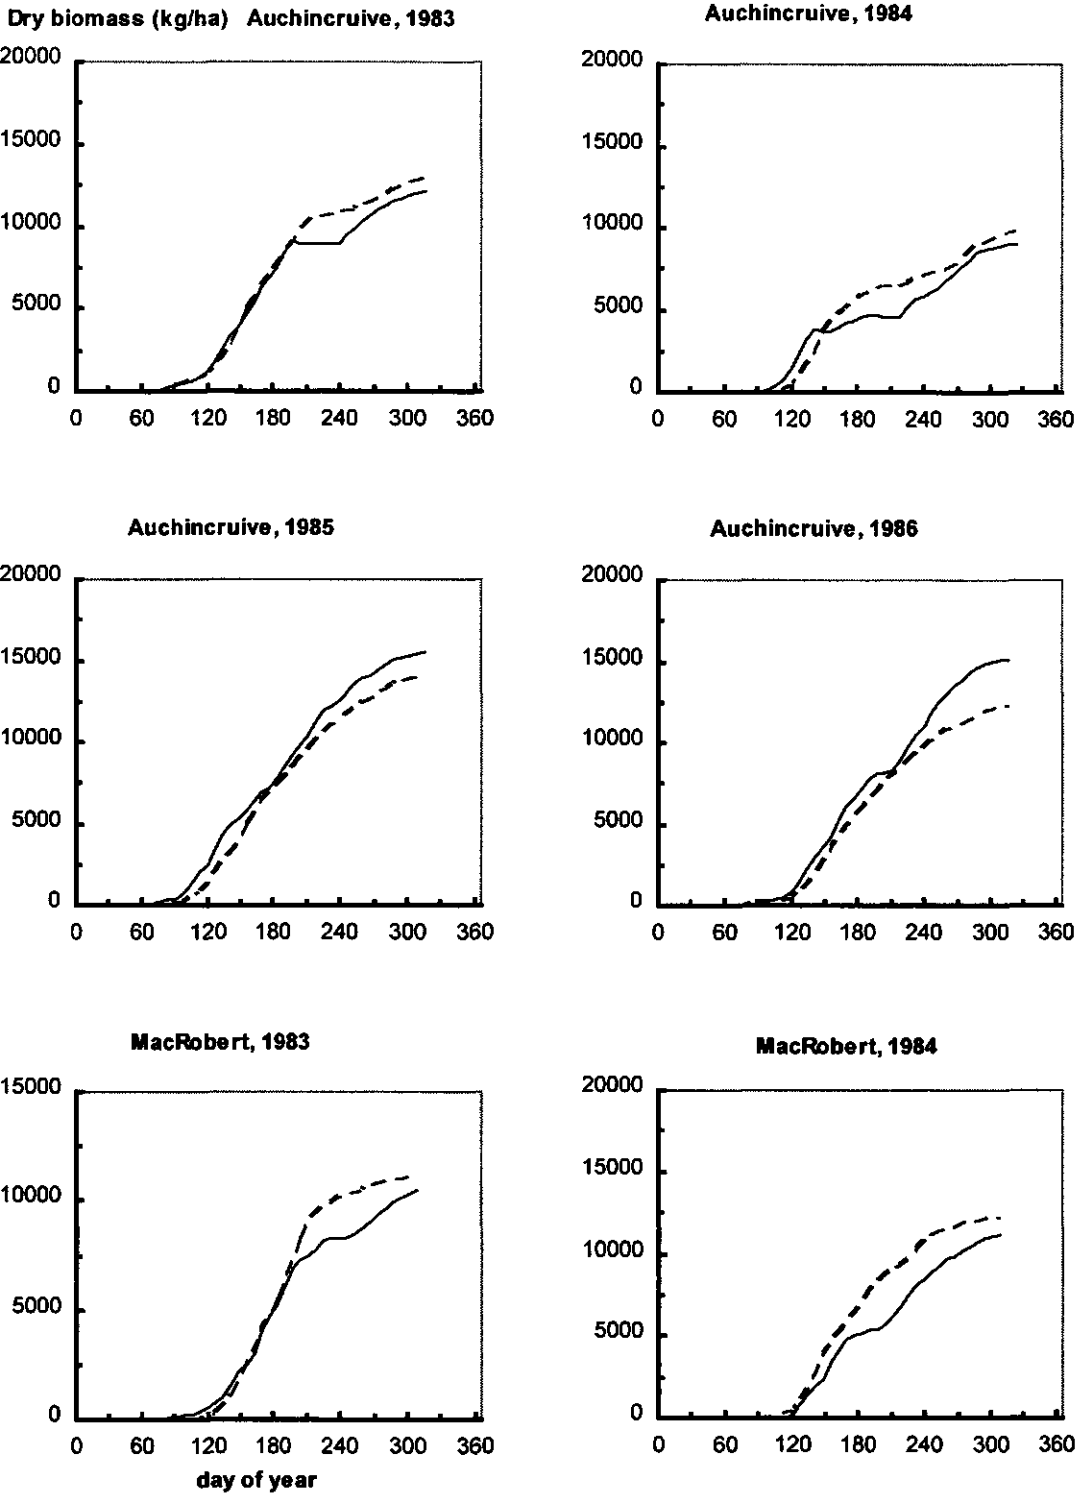 Dry biomass (kg/ha) Auchincruive, 1983
20000
15000
10000
5000
0
0 60 120 180 240 300 360
Auchincruive, 1984
20000
15000
10000
5000
0
0 60 120 180 240 300 360
Auchincruive, 1985
20000
15000
10000
5000
0
0 60 120 180 240 300 360
Auchincruive, 1986
20000
15000
10000
5000
0
0 60 120 180 240 300 360
MacRobert, 1983
15000
10000
5000
0
0 60 120 180 240 300 360
day of year
MacRobert, 1984
20000
15000
10000
5000
0
0 60 120 180 240 300 360